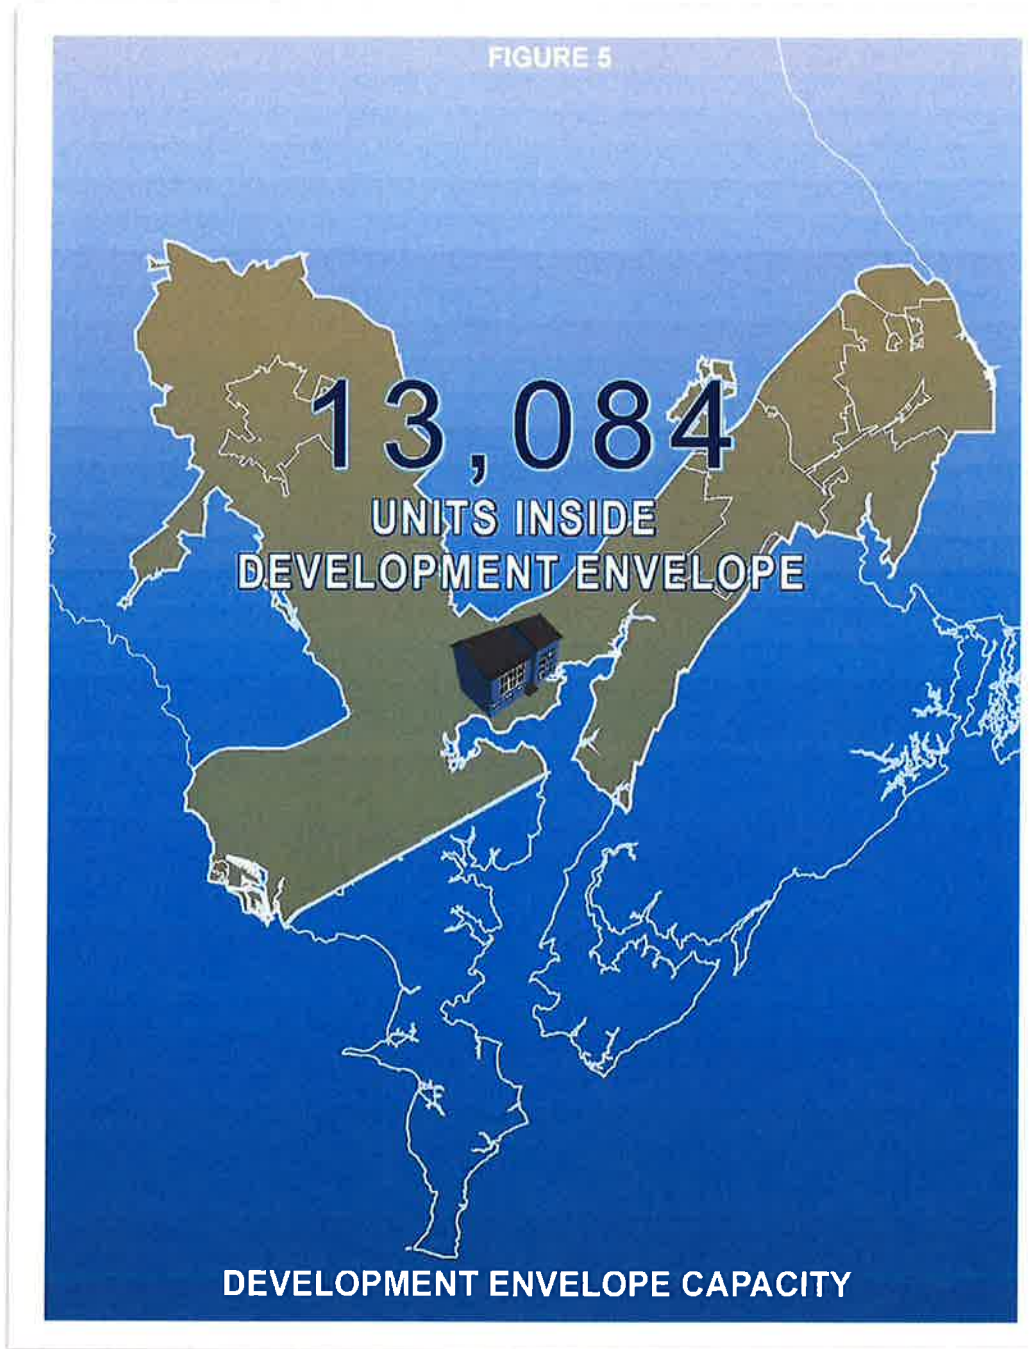 FIGURE 5
13,084
UNITS INSIDE
DEVELOPMENT ENVELOPE
DEVELOPMENT ENVELOPE CAPACITY